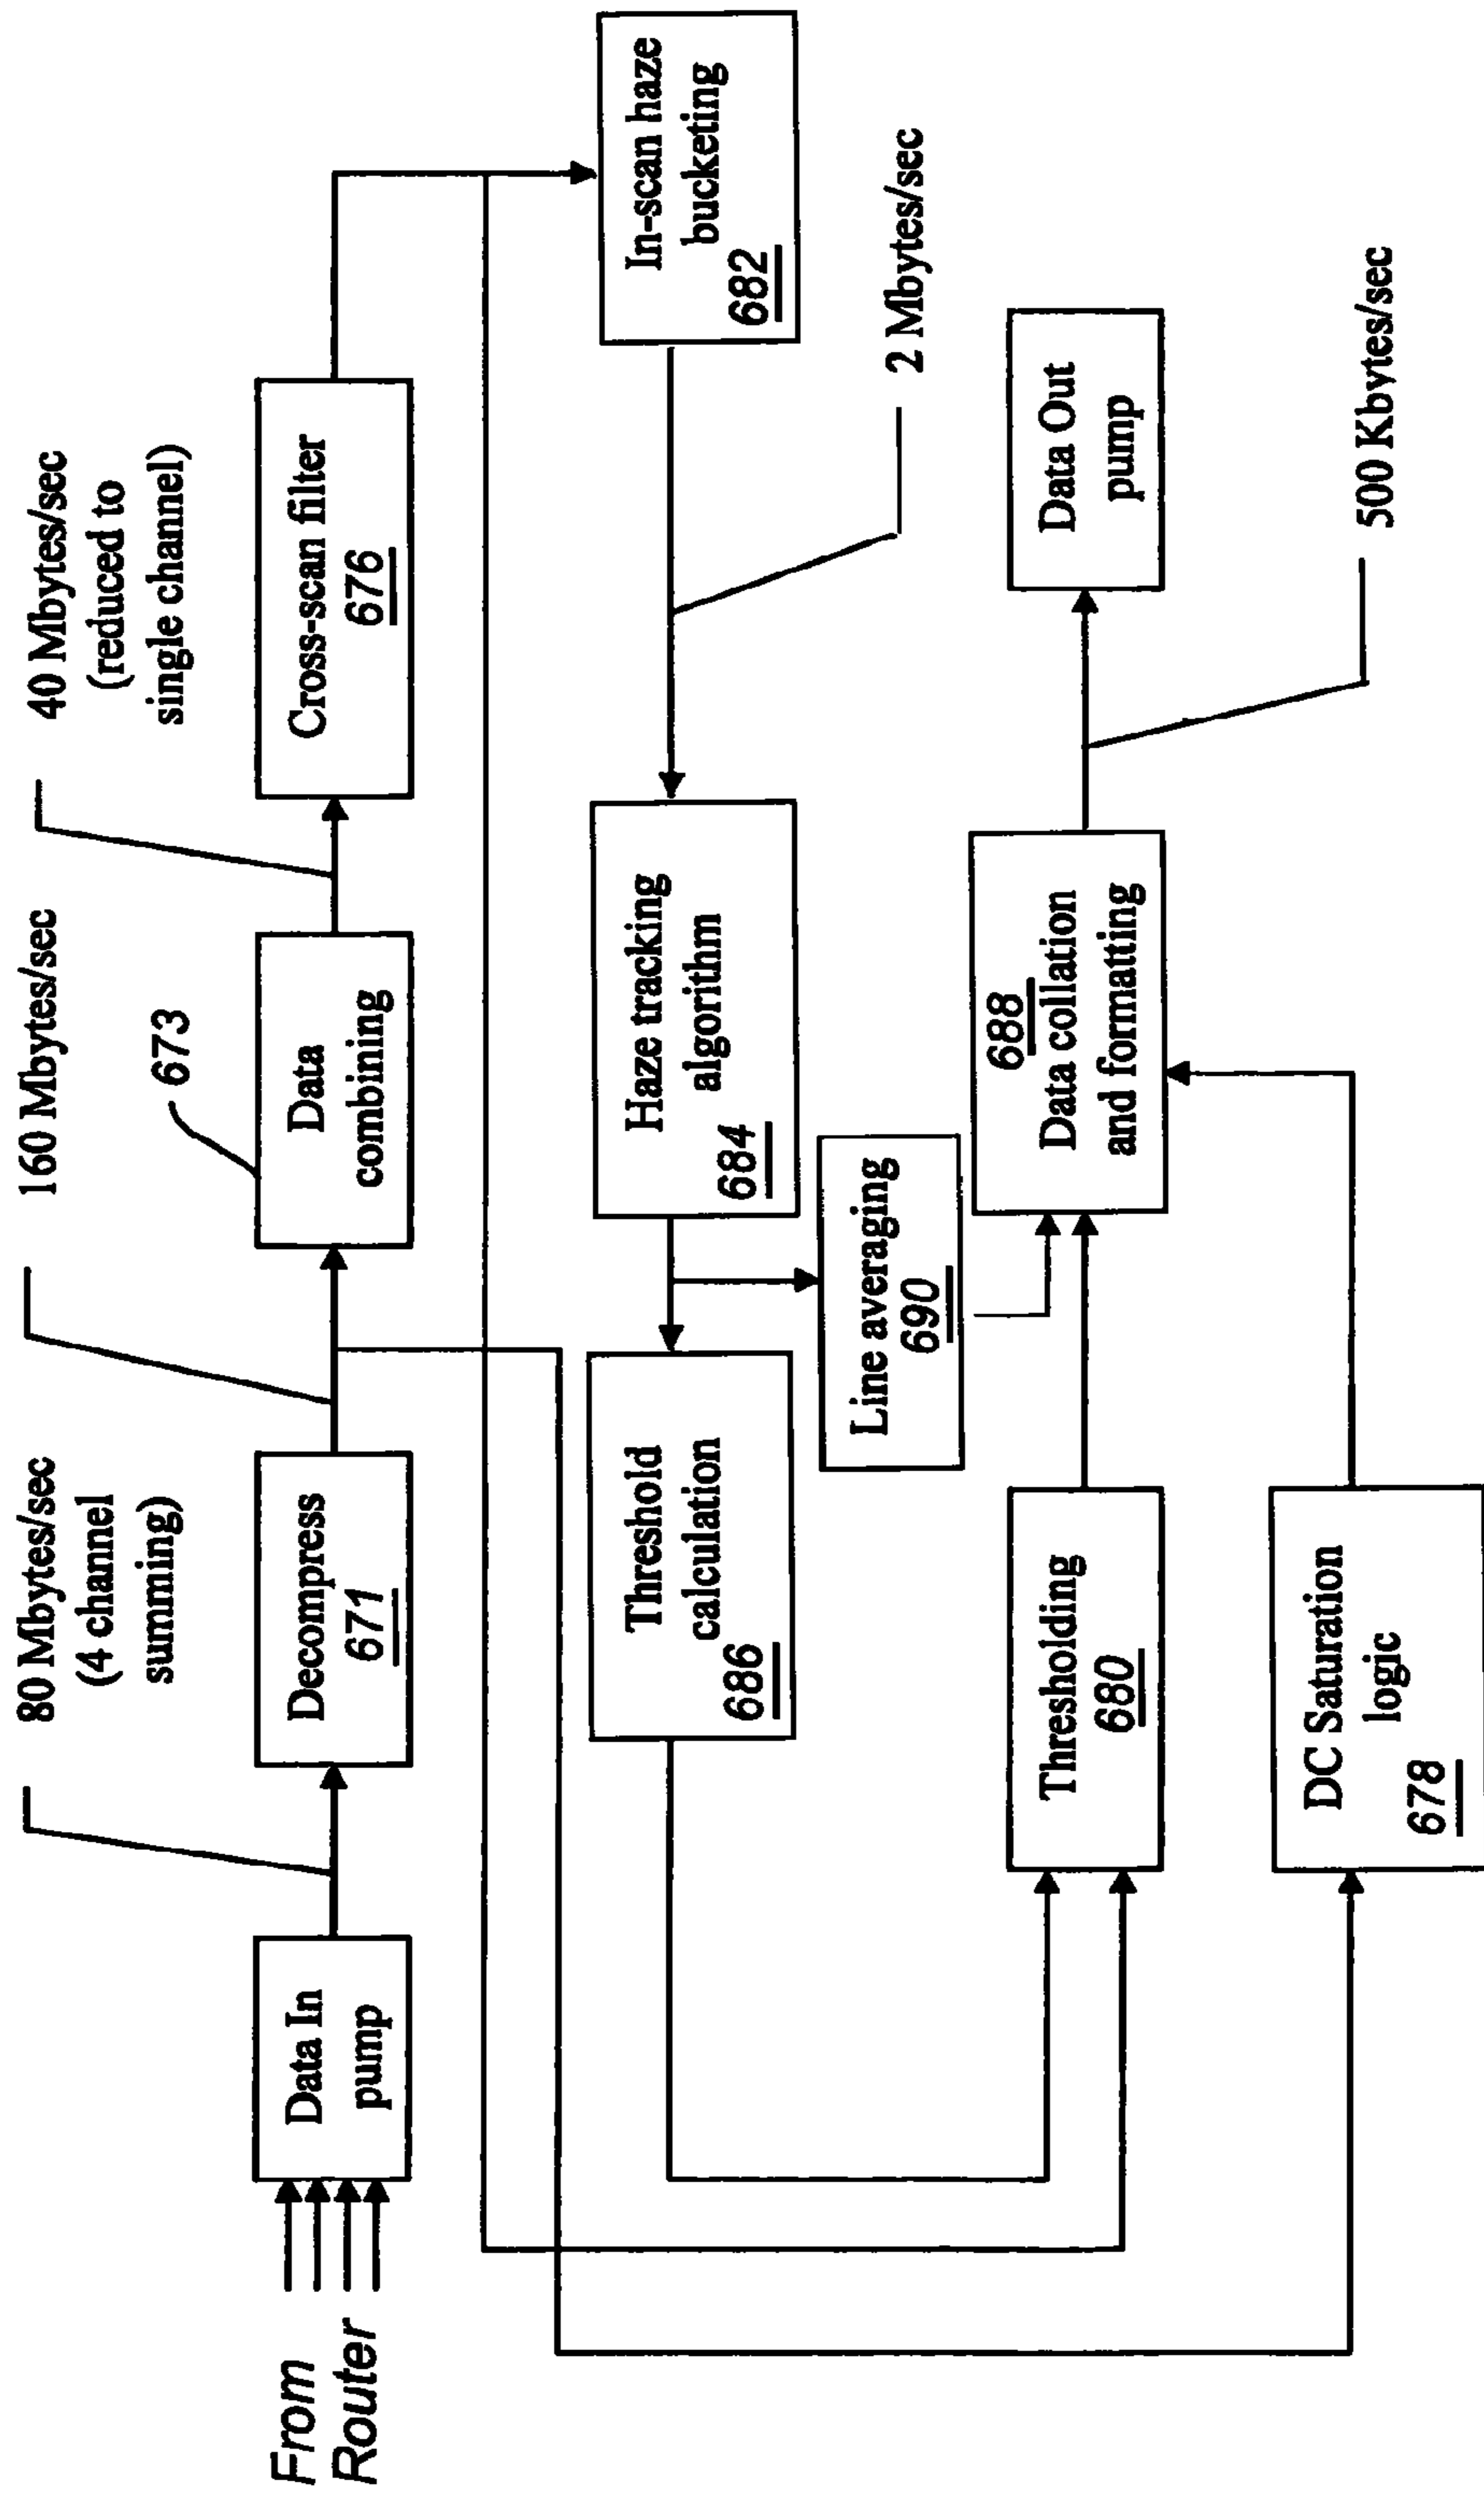 80 Mbytes/sec
(4 channel
summing)
160 Mbytes/sec
673
40 Mbytes/sec
(reduced to
single channel)
From
Router
Data In
pump
Decompress
671
Data
combining
Cross-scan filter
676
In-scan haze
bucketing
682
Haze tracking
algorithm
684
Threshold
calculation
686
2 Mbytes/sec
Line averaging
690
Thresholding
680
688
Data collation
and formating
Data Out
pump
DC Saturation
logic
678
500 Kbytes/sec